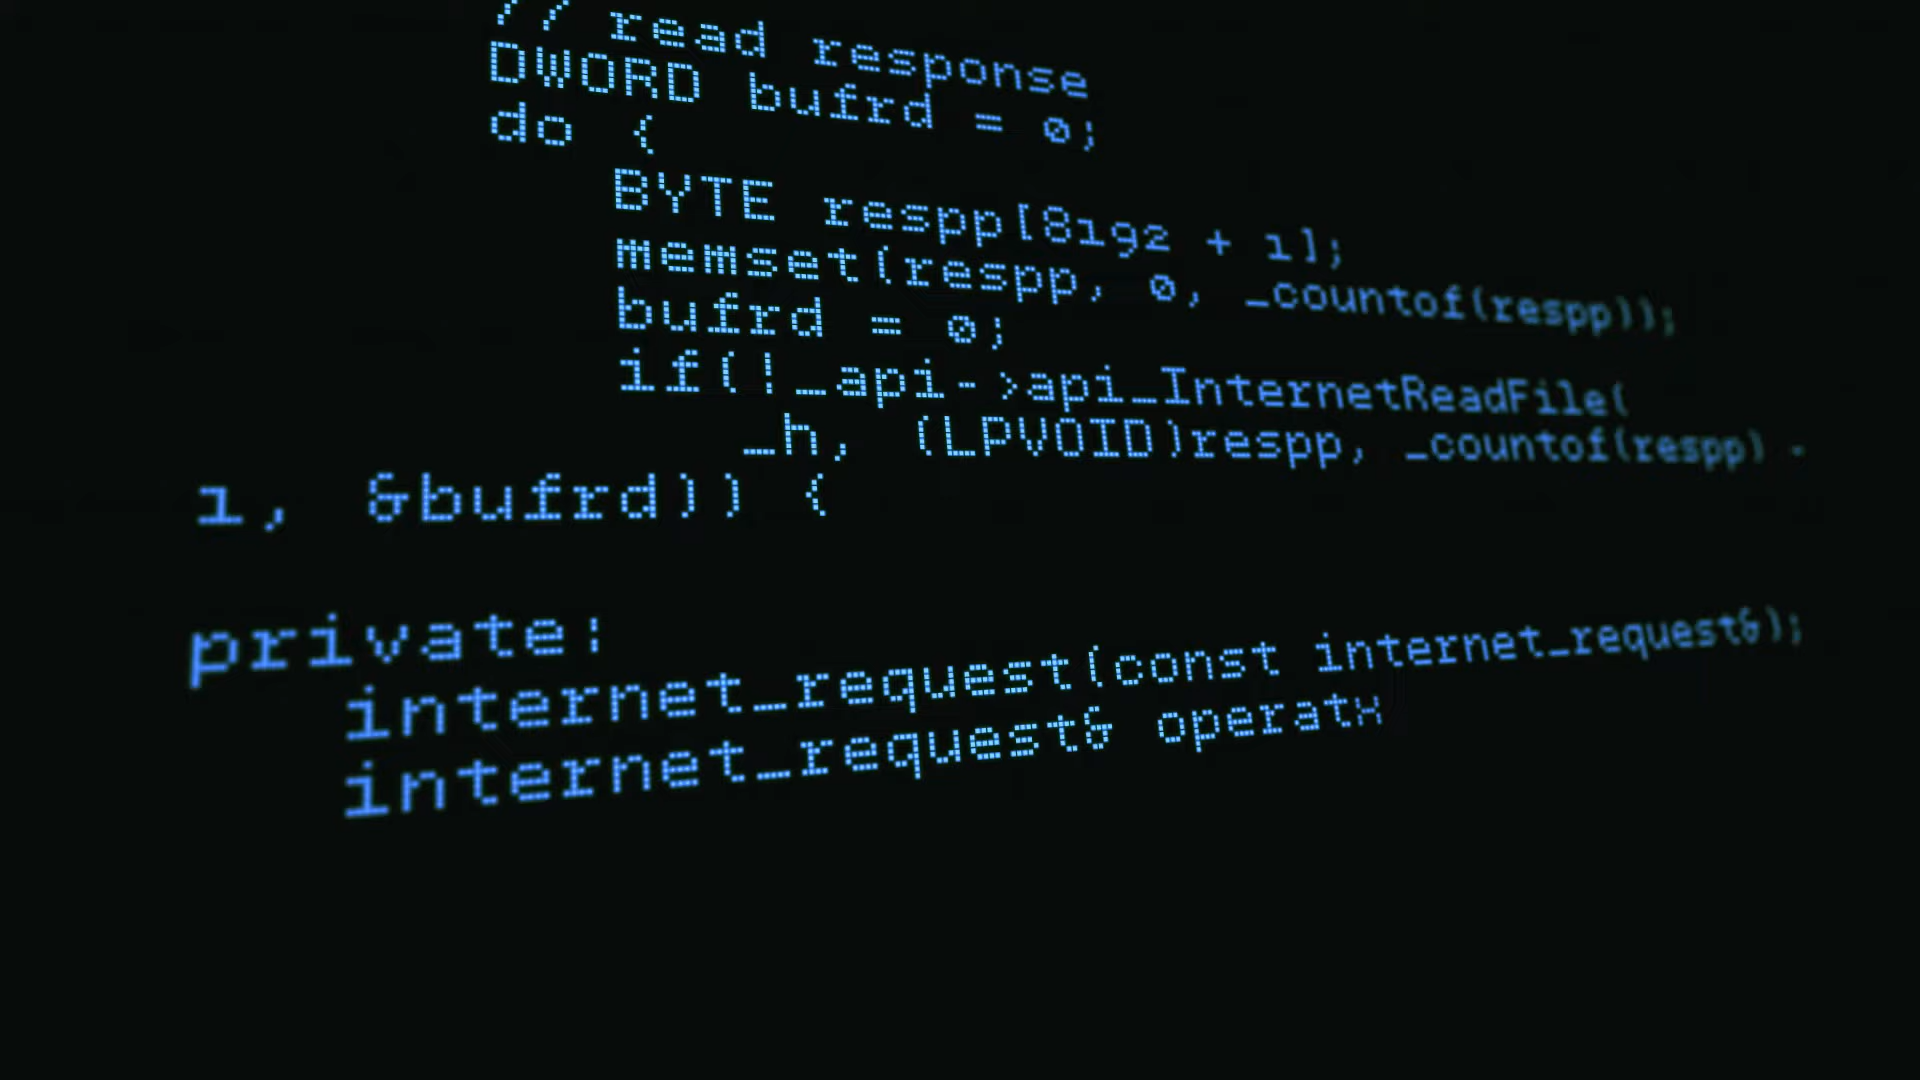 // read response
DWORD bufrd = 0;
do {
BYTE respp[8192 + 1];
memset(respp, 0, _countof(respp));
bufrd = 0;
if(!_api->api_InternetReadFile(
_h, (LPVOID)respp, _countof(respp) -
1, &bufrd)) {
private:
internet_request(const internet_request&);
internet_request& operat